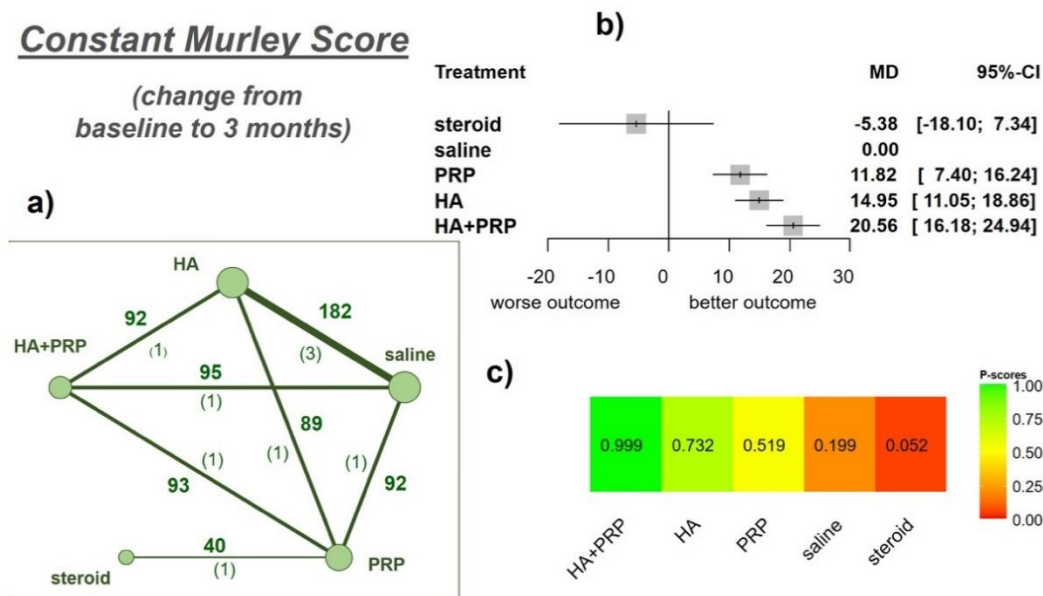 Constant Murley Score
(change from
baseline to 3 months)
a)
HA
92
(1)
182
(3)
HA+PRP
saline
95
(1)
89
(1)
(1)
(1)
93
92
40
(1)
steroid
PRP
b)
Treatment MD 95%-CI
steroid -5.38 [-18.10; 7.34]
saline 0.00
PRP 11.82 [ 7.40; 16.24]
HA 14.95 [ 11.05; 18.86]
HA+PRP 20.56 [ 16.18; 24.94]
-20 -10 0 10 20 30
worse outcome better outcome
c)
P-scores
1.00
0.75
0.50
0.25
0.00
0.999 0.732 0.519 0.199 0.052
HA+PRP HA PRP saline steroid